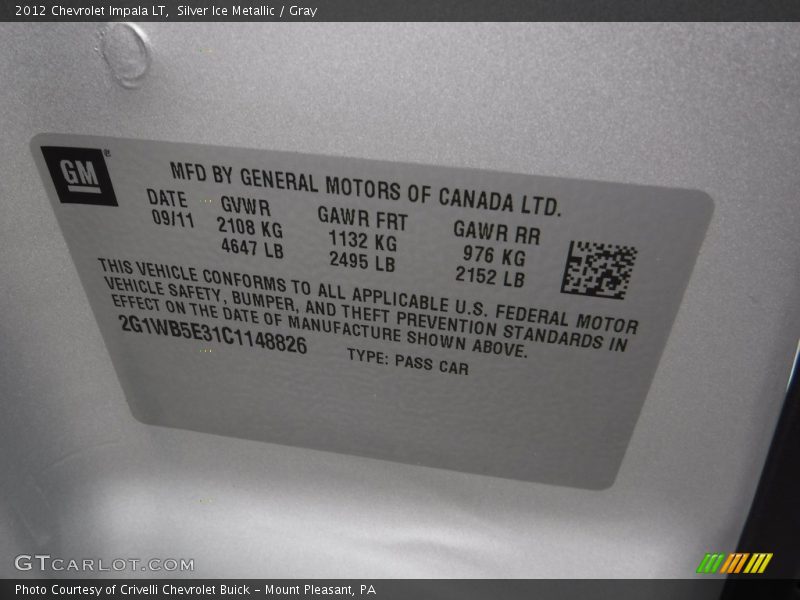 2012 Chevrolet Impala LT, Silver Ice Metallic / Gray
GM®
MFD BY GENERAL MOTORS OF CANADA LTD.
DATE GVWR GAWR FRT GAWR RR
09/11 2108 KG 1132 KG 976 KG
4647 LB 2495 LB 2152 LB
THIS VEHICLE CONFORMS TO ALL APPLICABLE U.S. FEDERAL MOTOR
VEHICLE SAFETY, BUMPER, AND THEFT PREVENTION STANDARDS IN
EFFECT ON THE DATE OF MANUFACTURE SHOWN ABOVE.
2G1WB5E31C1148826 TYPE: PASS CAR
GTCARLOT.COM
Photo Courtesy of Crivelli Chevrolet Buick - Mount Pleasant, PA